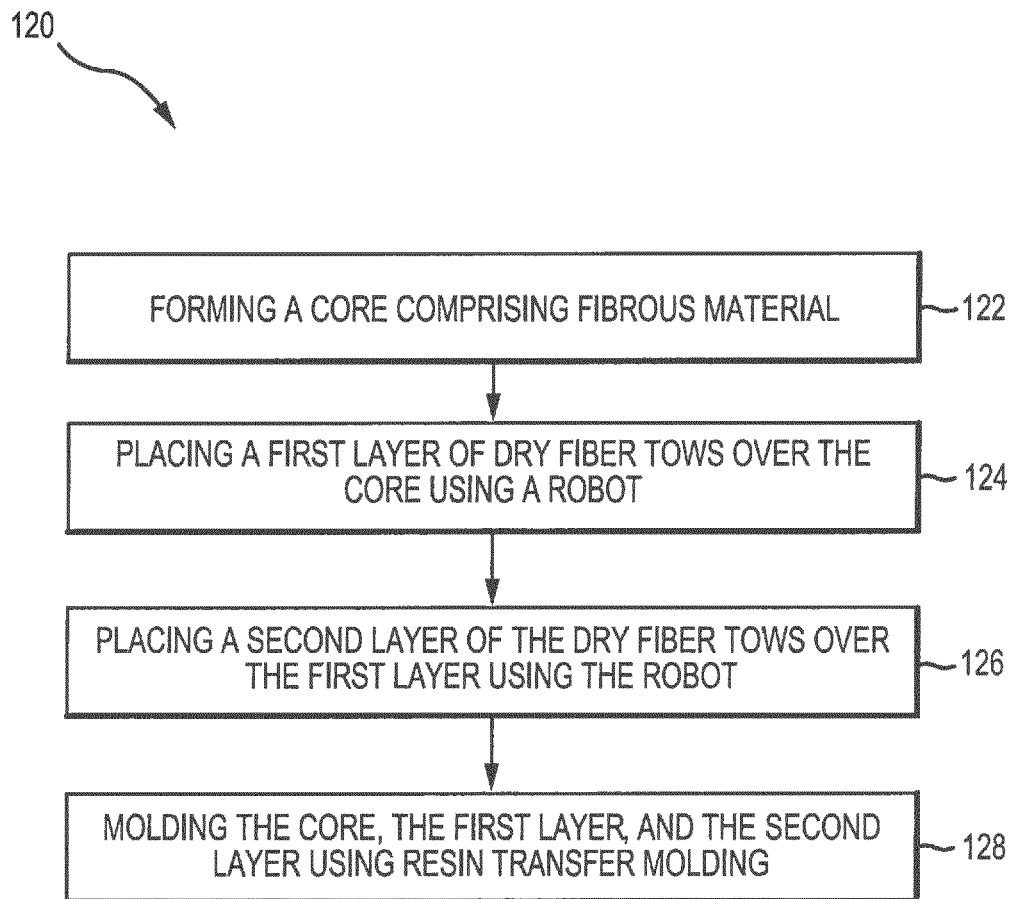 120
FORMING A CORE COMPRISING FIBROUS MATERIAL
122
PLACING A FIRST LAYER OF DRY FIBER TOWS OVER THE
CORE USING A ROBOT
124
PLACING A SECOND LAYER OF THE DRY FIBER TOWS OVER
THE FIRST LAYER USING THE ROBOT
126
MOLDING THE CORE, THE FIRST LAYER, AND THE SECOND
LAYER USING RESIN TRANSFER MOLDING
128